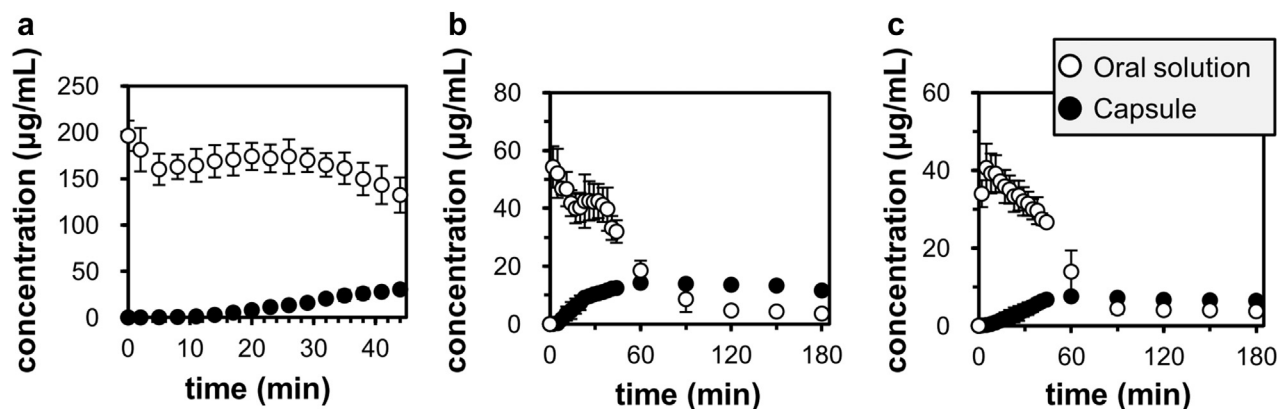 a
concentration (µg/mL)
250
200
150
100
50
0
0 10 20 30 40
time (min)
b
concentration (µg/mL)
80
60
40
20
0
0 60 120 180
time (min)
c
concentration (µg/mL)
60
40
20
0
0 60 120 180
time (min)
Oral solution
Capsule